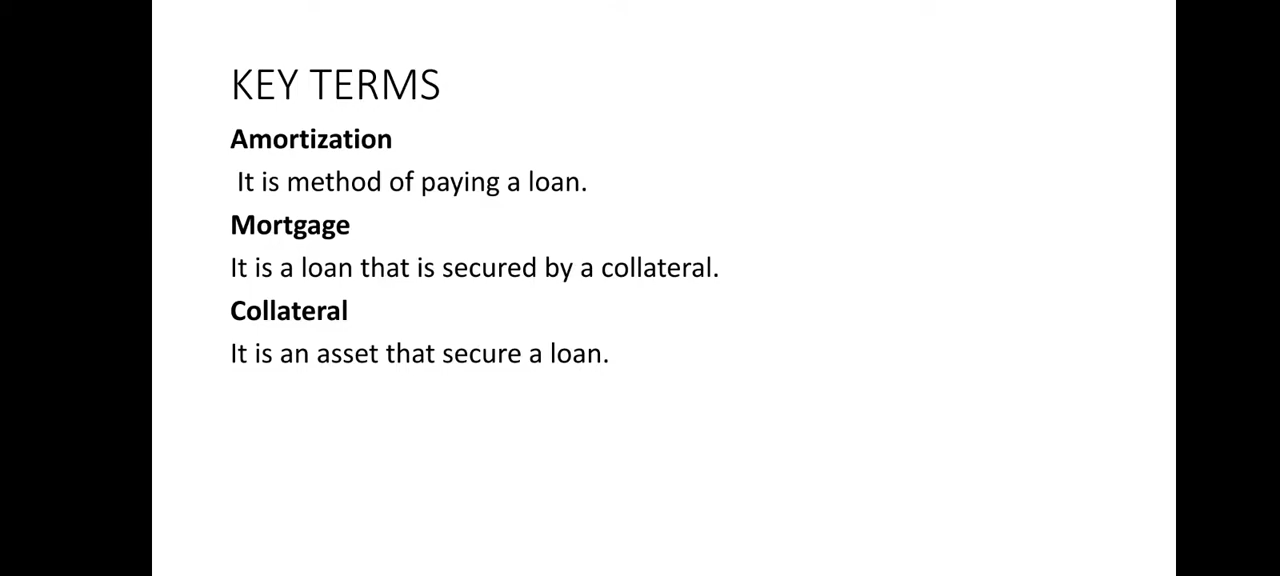 KEY TERMS
Amortization
It is method of paying a loan.
Mortgage
It is a loan that is secured by a collateral.
Collateral
It is an asset that secure a loan.